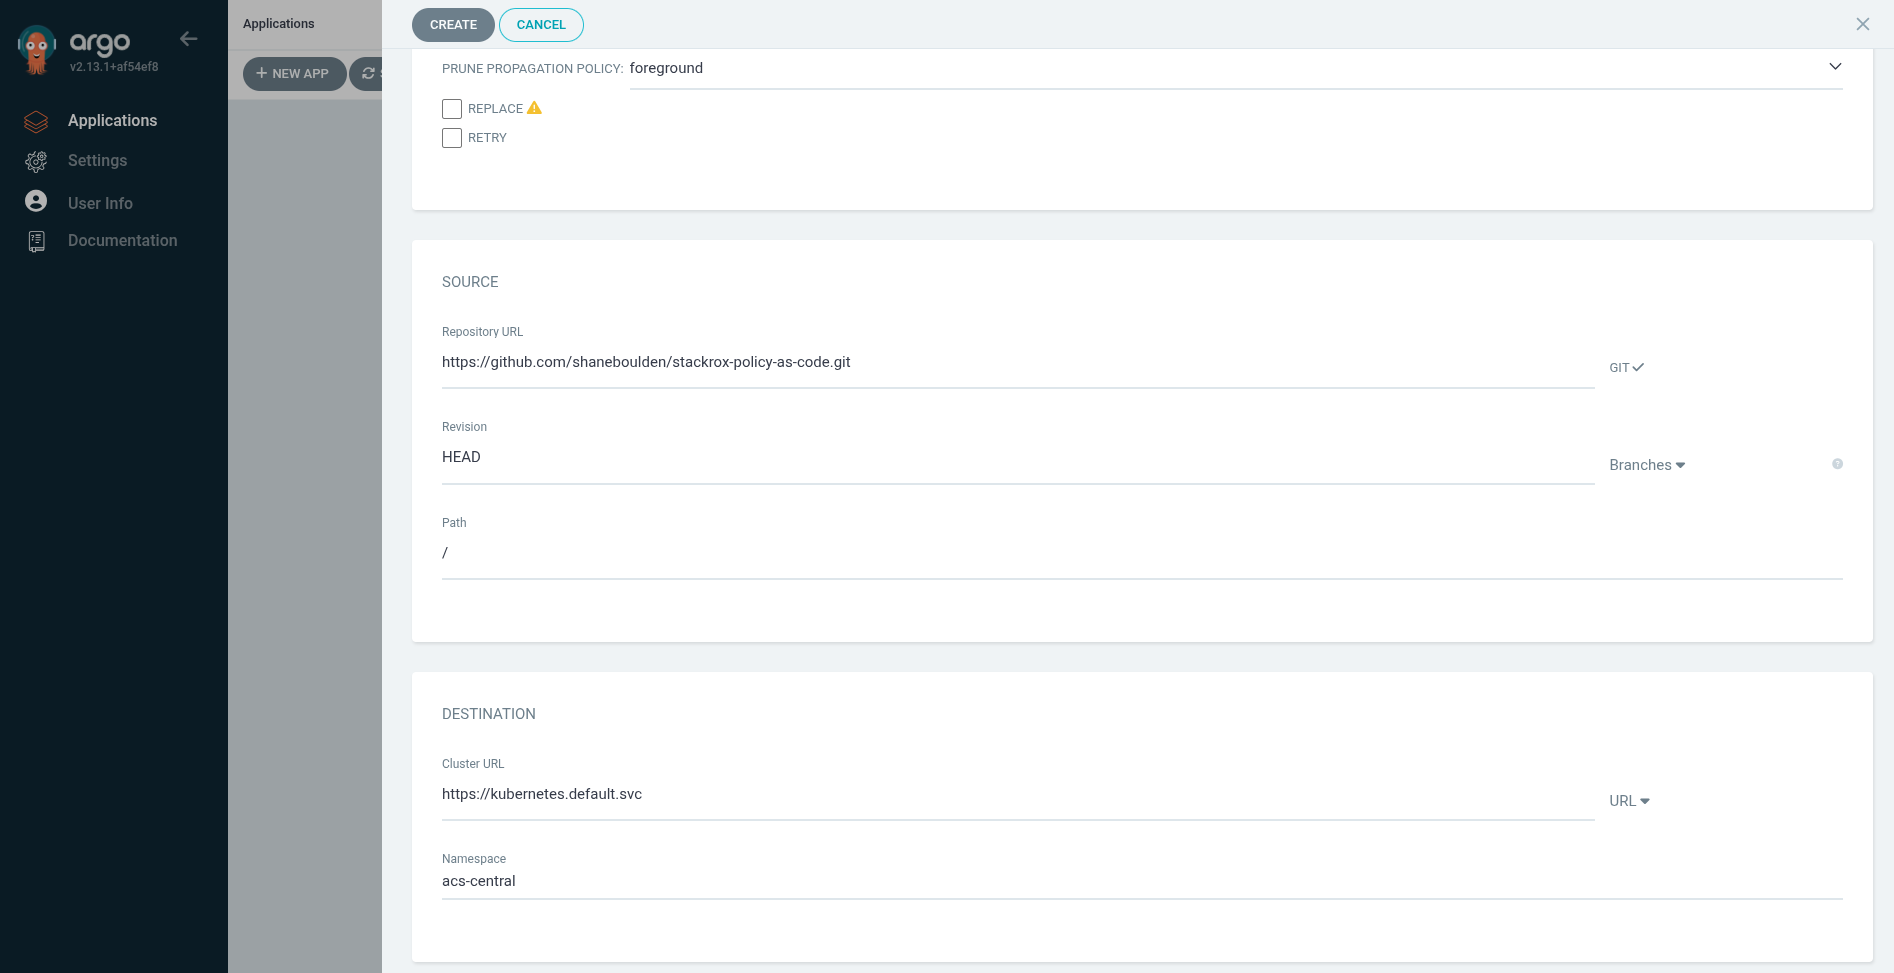 argo
v2.13.1+af54ef8
Applications
Settings
User Info
Documentation
Applications
NEW APP
CREATE
CANCEL
PRUNE PROPAGATION POLICY: foreground
REPLACE
RETRY
SOURCE
Repository URL
https://github.com/shaneboulden/stackrox-policy-as-code.git
GIT
Revision
HEAD
Branches
Path
/
DESTINATION
Cluster URL
https://kubernetes.default.svc
URL
Namespace
acs-central